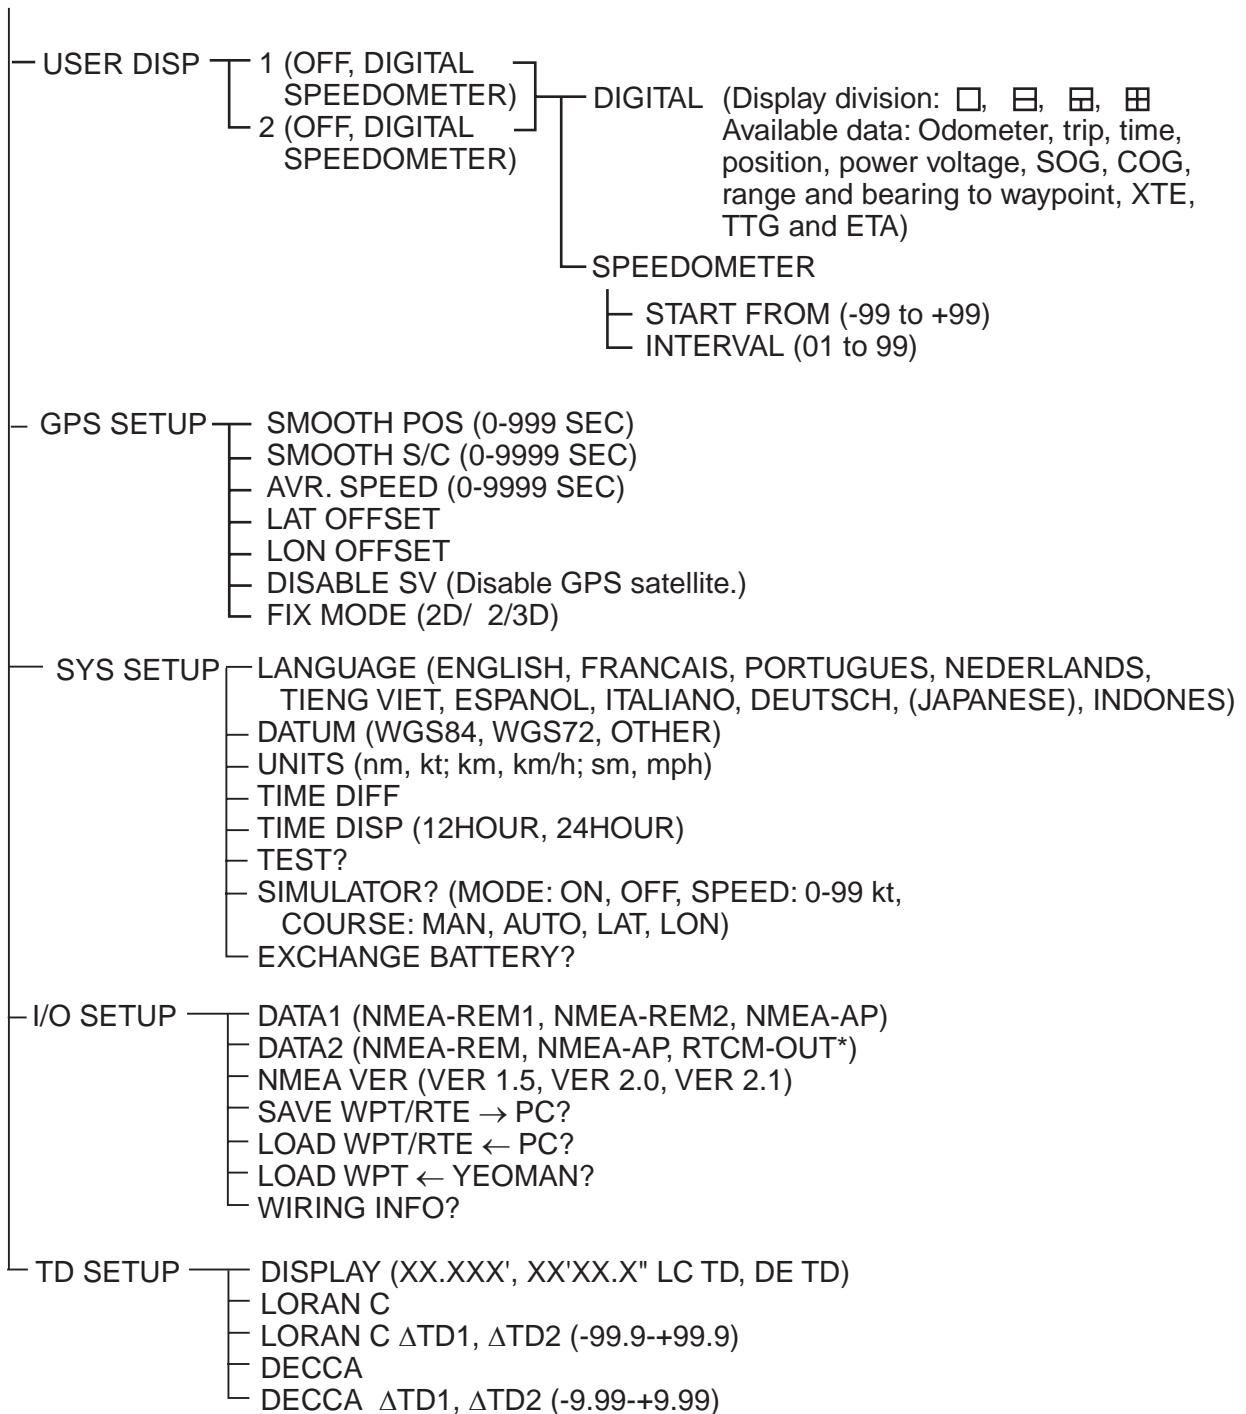 USER DISP
1 (OFF, DIGITAL
SPEEDOMETER)
2 (OFF, DIGITAL
SPEEDOMETER)
DIGITAL (Display division: □, ⊟, , ⊞
Available data: Odometer, trip, time,
position, power voltage, SOG, COG,
range and bearing to waypoint, XTE,
TTG and ETA)
SPEEDOMETER
START FROM (-99 to +99)
INTERVAL (01 to 99)
GPS SETUP
SMOOTH POS (0-999 SEC)
SMOOTH S/C (0-9999 SEC)
AVR. SPEED (0-9999 SEC)
LAT OFFSET
LON OFFSET
DISABLE SV (Disable GPS satellite.)
FIX MODE (2D/ 2/3D)
SYS SETUP
LANGUAGE (ENGLISH, FRANCAIS, PORTUGUES, NEDERLANDS,
TIENG VIET, ESPANOL, ITALIANO, DEUTSCH, (JAPANESE), INDONES)
DATUM (WGS84, WGS72, OTHER)
UNITS (nm, kt; km, km/h; sm, mph)
TIME DIFF
TIME DISP (12HOUR, 24HOUR)
TEST?
SIMULATOR? (MODE: ON, OFF, SPEED: 0-99 kt,
COURSE: MAN, AUTO, LAT, LON)
EXCHANGE BATTERY?
I/O SETUP
DATA1 (NMEA-REM1, NMEA-REM2, NMEA-AP)
DATA2 (NMEA-REM, NMEA-AP, RTCM-OUT*)
NMEA VER (VER 1.5, VER 2.0, VER 2.1)
SAVE WPT/RTE → PC?
LOAD WPT/RTE ← PC?
LOAD WPT ← YEOMAN?
WIRING INFO?
TD SETUP
DISPLAY (XX.XXX', XX'XX.X" LC TD, DE TD)
LORAN C
LORAN C ΔTD1, ΔTD2 (-99.9-+99.9)
DECCA
DECCA ΔTD1, ΔTD2 (-9.99-+9.99)